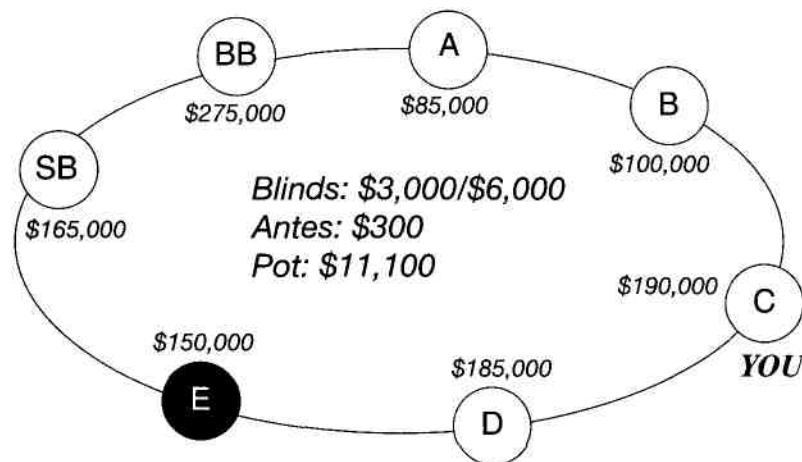 BB
$275,000
A
$85,000
B
$100,000
SB
$165,000
Blinds: $3,000/$6,000
Antes: $300
Pot: $11,100
$190,000
C
YOU
$150,000
E
$185,000
D